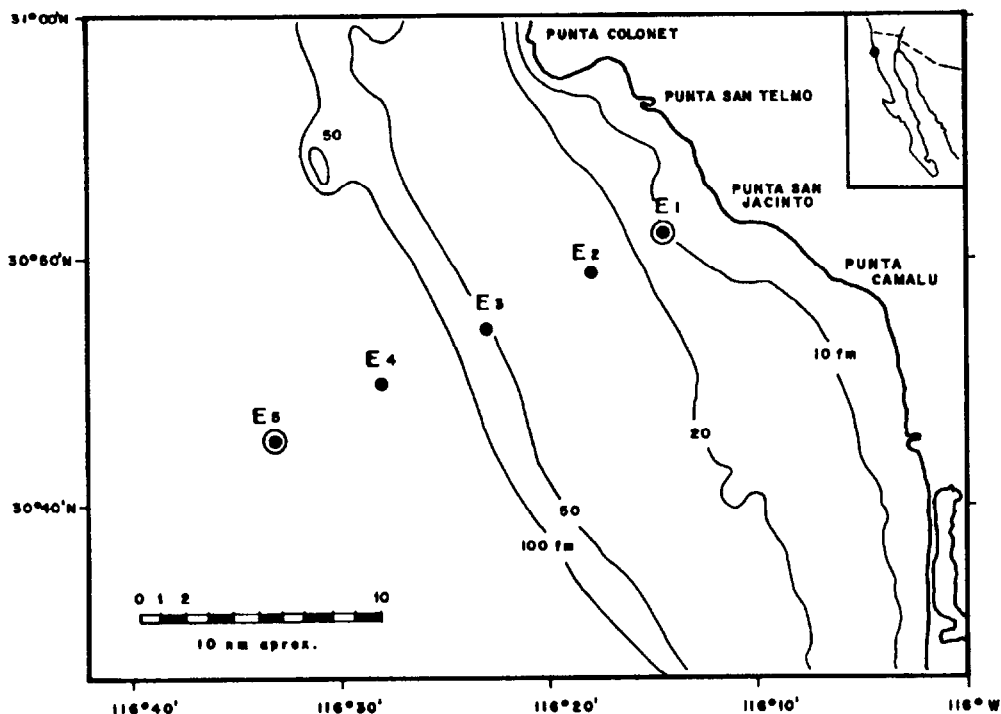 31°00'N
PUNTA COLONET
PUNTA SAN TELMO
50
PUNTA SAN
JACINTO
E1
30°50'N
E2
PUNTA
CAMALU
E3
10 fm
E4
E5
20
30°40'N
50
100 fm
0 1 2 10
10 nm aprox.
116°40' 116°30' 116°20' 116°10' 116° W